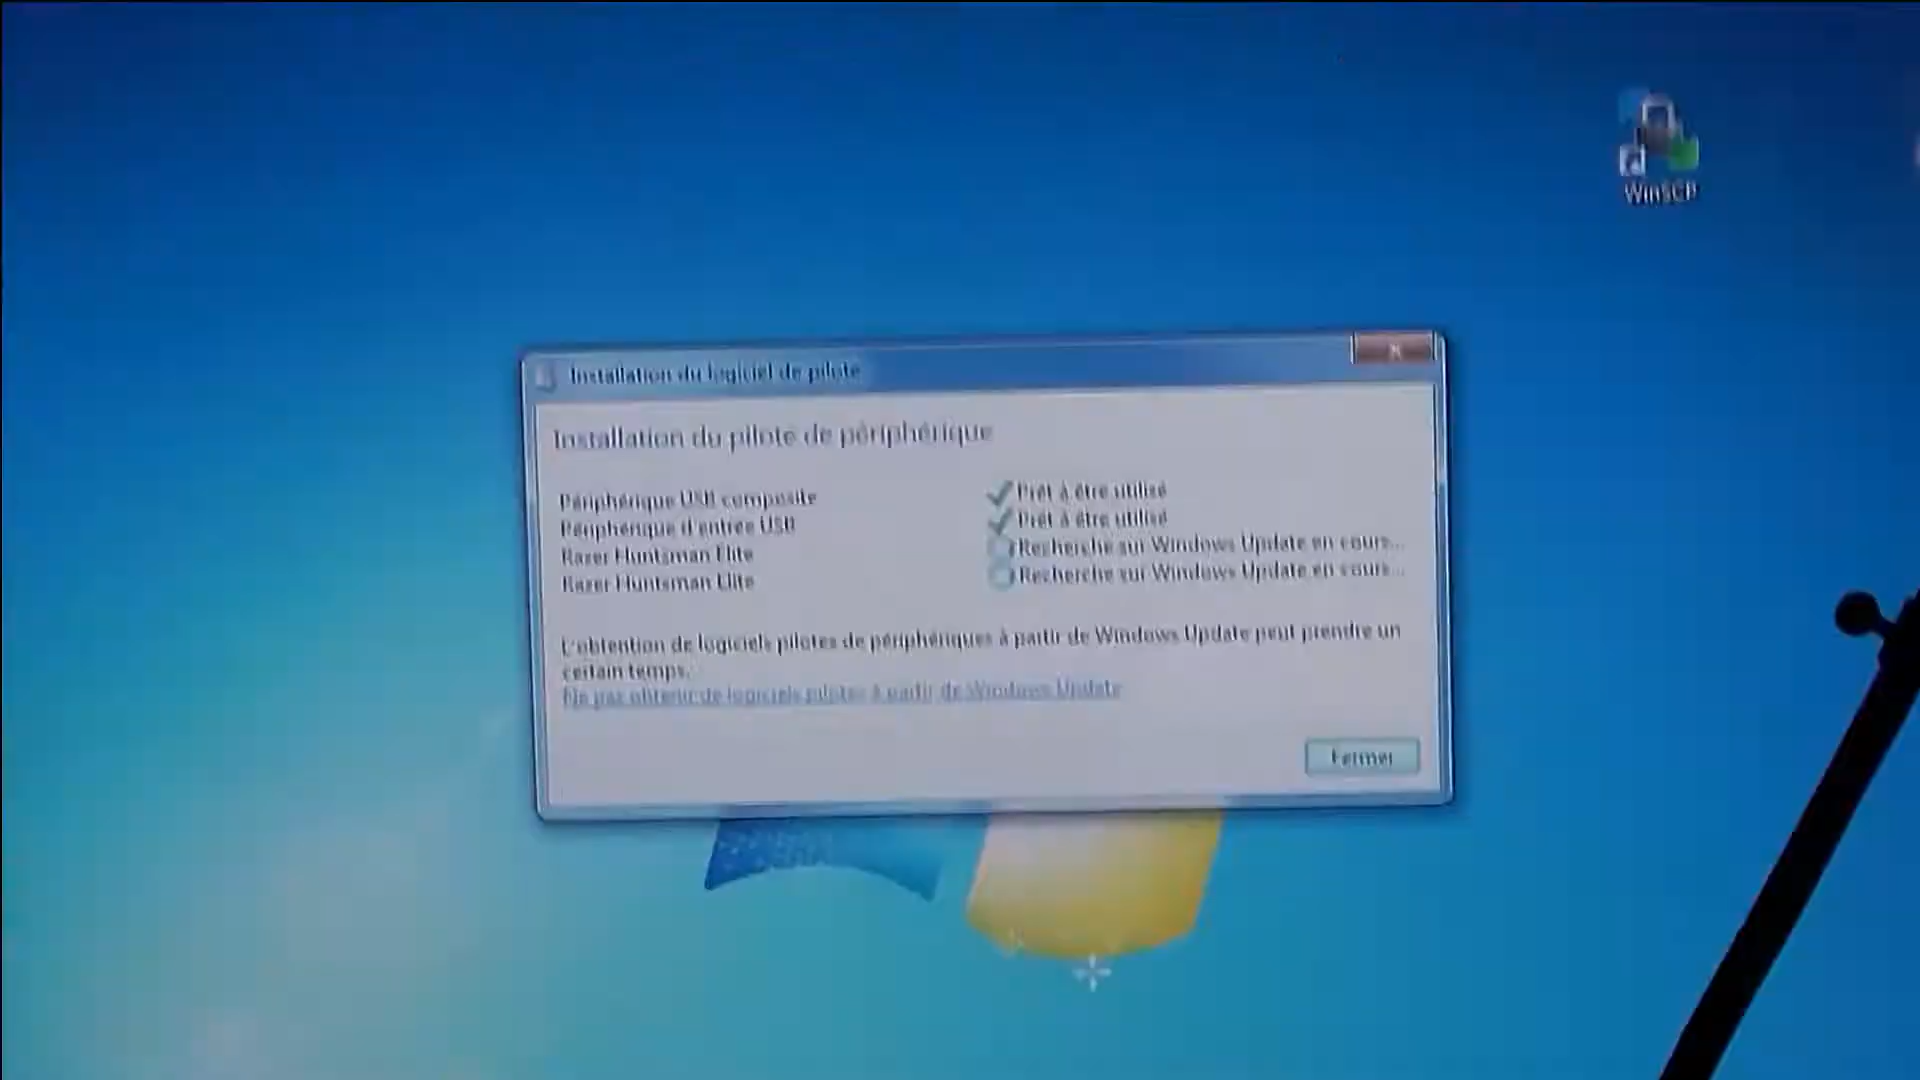 WinSCP
Installation du logiciel de pilote
Installation du pilote de périphérique
Périphérique USB composite
Prêt à être utilisé
Périphérique d'entrée USB
Prêt à être utilisé
Razer Huntsman Elite
Recherche sur Windows Update en cours...
Razer Huntsman Elite
Recherche sur Windows Update en cours...
L'obtention de logiciels pilotes de périphériques à partir de Windows Update peut prendre un
certain temps.
Ne pas obtenir de logiciels pilotes à partir de Windows Update
Fermer